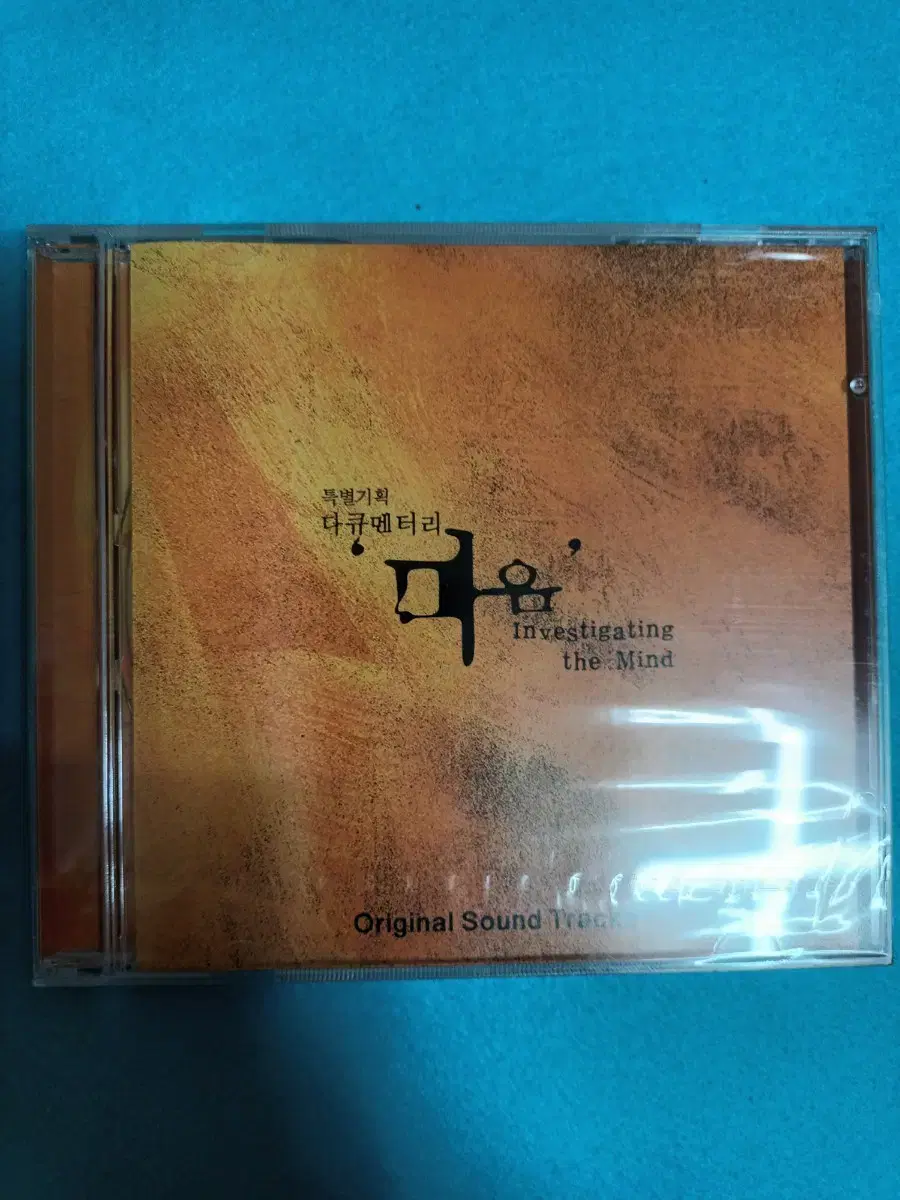 특별기획
다큐멘터리
‘마음’
Investigating
the Mind
Original Sound Track